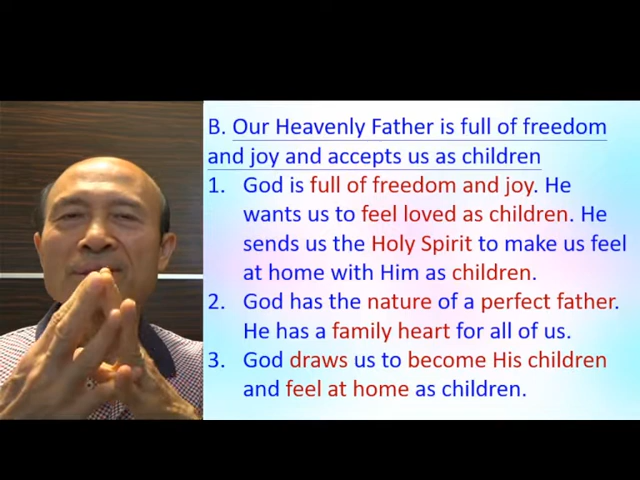 B. Our Heavenly Father is full of freedom
and joy and accepts us as children
1. God is full of freedom and joy. He
wants us to feel loved as children. He
sends us the Holy Spirit to make us feel
at home with Him as children.
2. God has the nature of a perfect father.
He has a family heart for all of us.
3. God draws us to become His children
and feel at home as children.